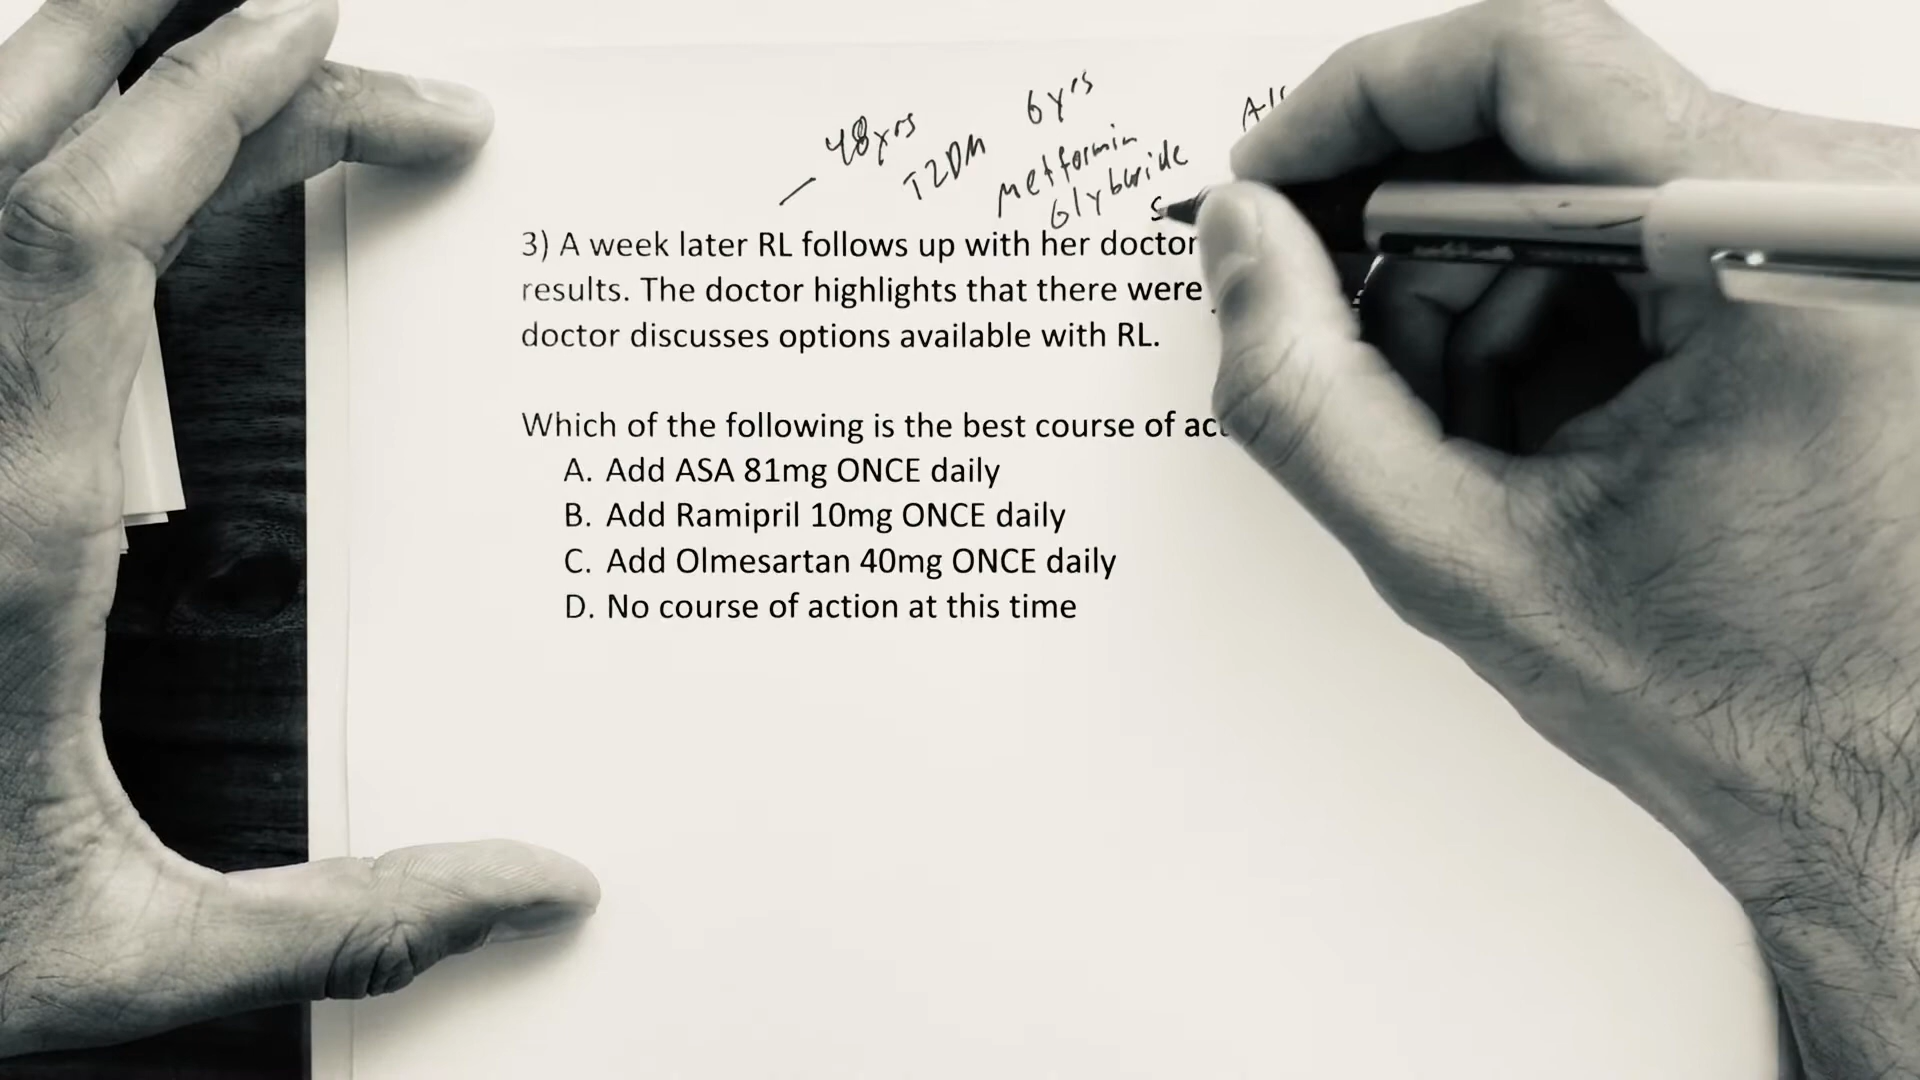 48yrs
T2DM
6yrs
metformin
Glyburide
S
3) A week later RL follows up with her doctor
results. The doctor highlights that there were
doctor discusses options available with RL.
Which of the following is the best course of
A. Add ASA 81mg ONCE daily
B. Add Ramipril 10mg ONCE daily
C. Add Olmesartan 40mg ONCE daily
D. No course of action at this time